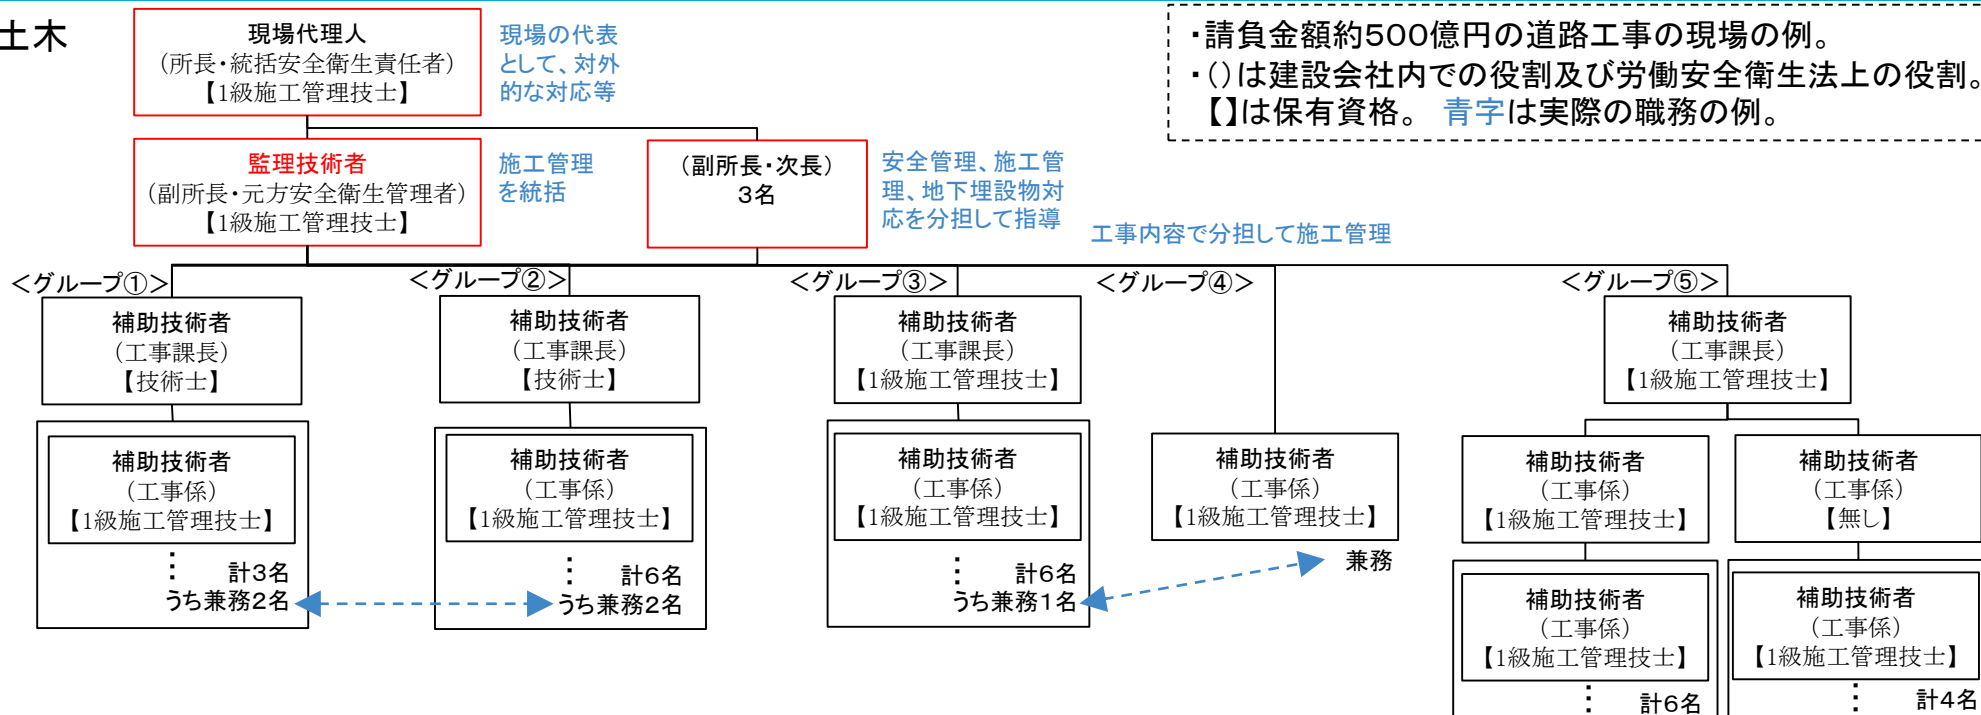 土木
現場代理人
（所長・統括安全衛生責任者）
【1級施工管理技士】
現場の代表
として、対外
的な対応等
・請負金額約500億円の道路工事の現場の例。
・（）は建設会社内での役割及び労働安全衛生法上の役割。
【】は保有資格。 青字は実際の職務の例。
監理技術者
（副所長・元方安全衛生管理者）
【1級施工管理技士】
施工管理
を統括
（副所長・次長）
3名
安全管理、施工管
理、地下埋設物対
応を分担して指導
工事内容で分担して施工管理
＜グループ①＞
補助技術者
（工事課長）
【技術士】
補助技術者
（工事係）
【1級施工管理技士】
⋮
計3名
うち兼務2名
＜グループ②＞
補助技術者
（工事課長）
【技術士】
補助技術者
（工事係）
【1級施工管理技士】
⋮
計6名
うち兼務2名
＜グループ③＞
補助技術者
（工事課長）
【1級施工管理技士】
補助技術者
（工事係）
【1級施工管理技士】
⋮
計6名
うち兼務1名
＜グループ④＞
補助技術者
（工事係）
【1級施工管理技士】
兼務
＜グループ⑤＞
補助技術者
（工事課長）
【1級施工管理技士】
補助技術者
（工事係）
【1級施工管理技士】
補助技術者
（工事係）
【1級施工管理技士】
⋮
計6名
補助技術者
（工事係）
【無し】
補助技術者
（工事係）
【1級施工管理技士】
⋮
計4名